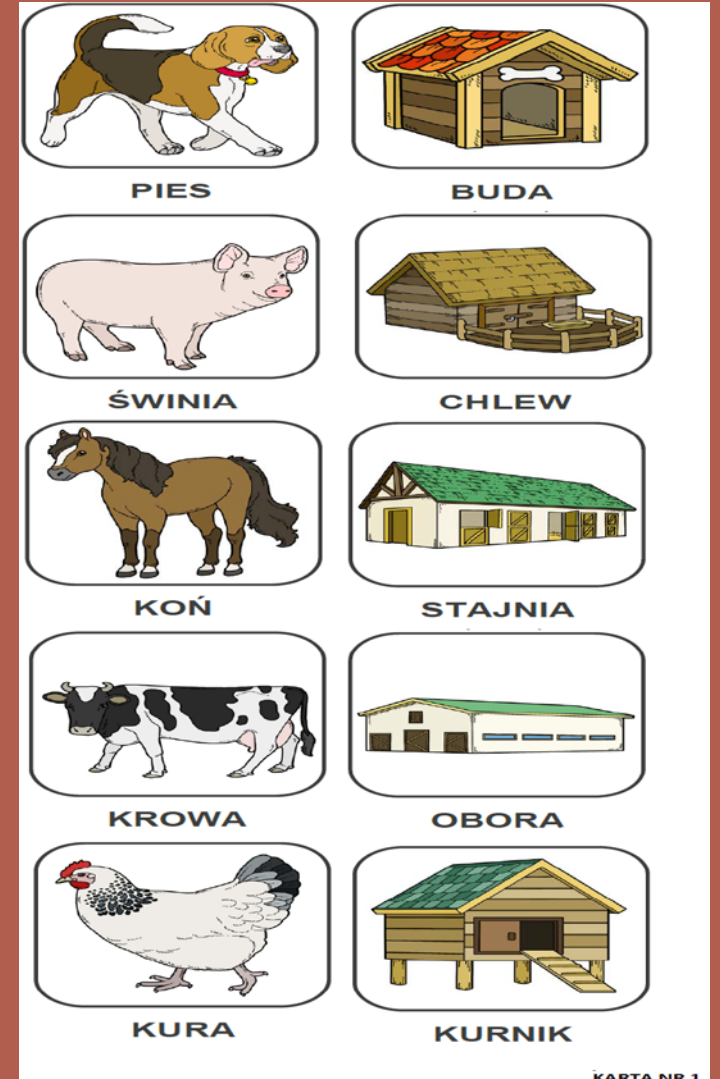 PIES
BUDA
ŚWINIA
CHLEW
KOŃ
STAJNIA
KROWA
OBORA
KURA
KURNIK
KARTA NR 1